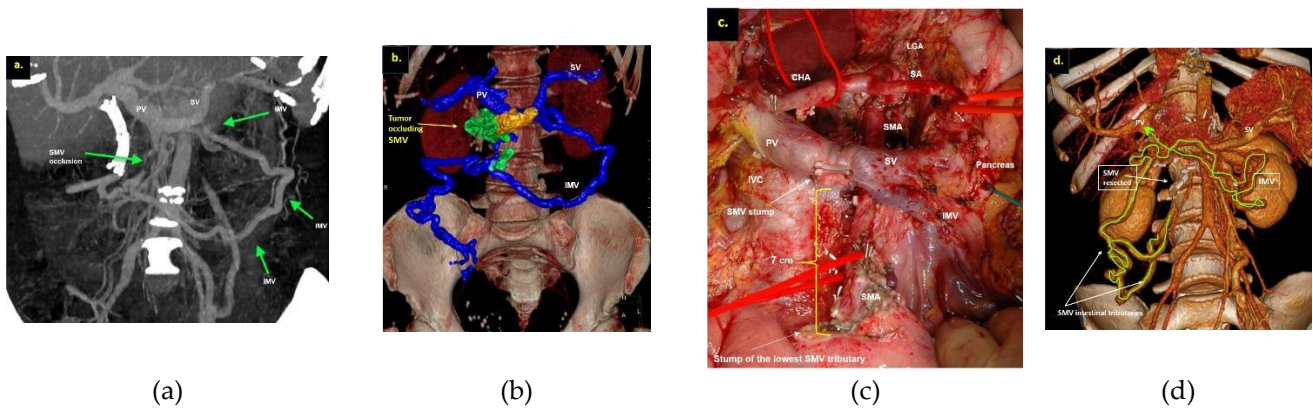 a.
PV
SV
IMV
SMV
occlusion
IMV
IMV
b.
SV
PV
Tumor
occluding
SMV
IMV
R
c.
LGA
CHA
SA
SMA
PV
SV
Pancreas
IVC
SMV stump
IMV
7 cm
SMA
Stump of the lowest SMV tributary
d.
PV
SV
SMV
resected
IMV
SMV intestinal tributaries
(a)
(b)
(c)
(d)